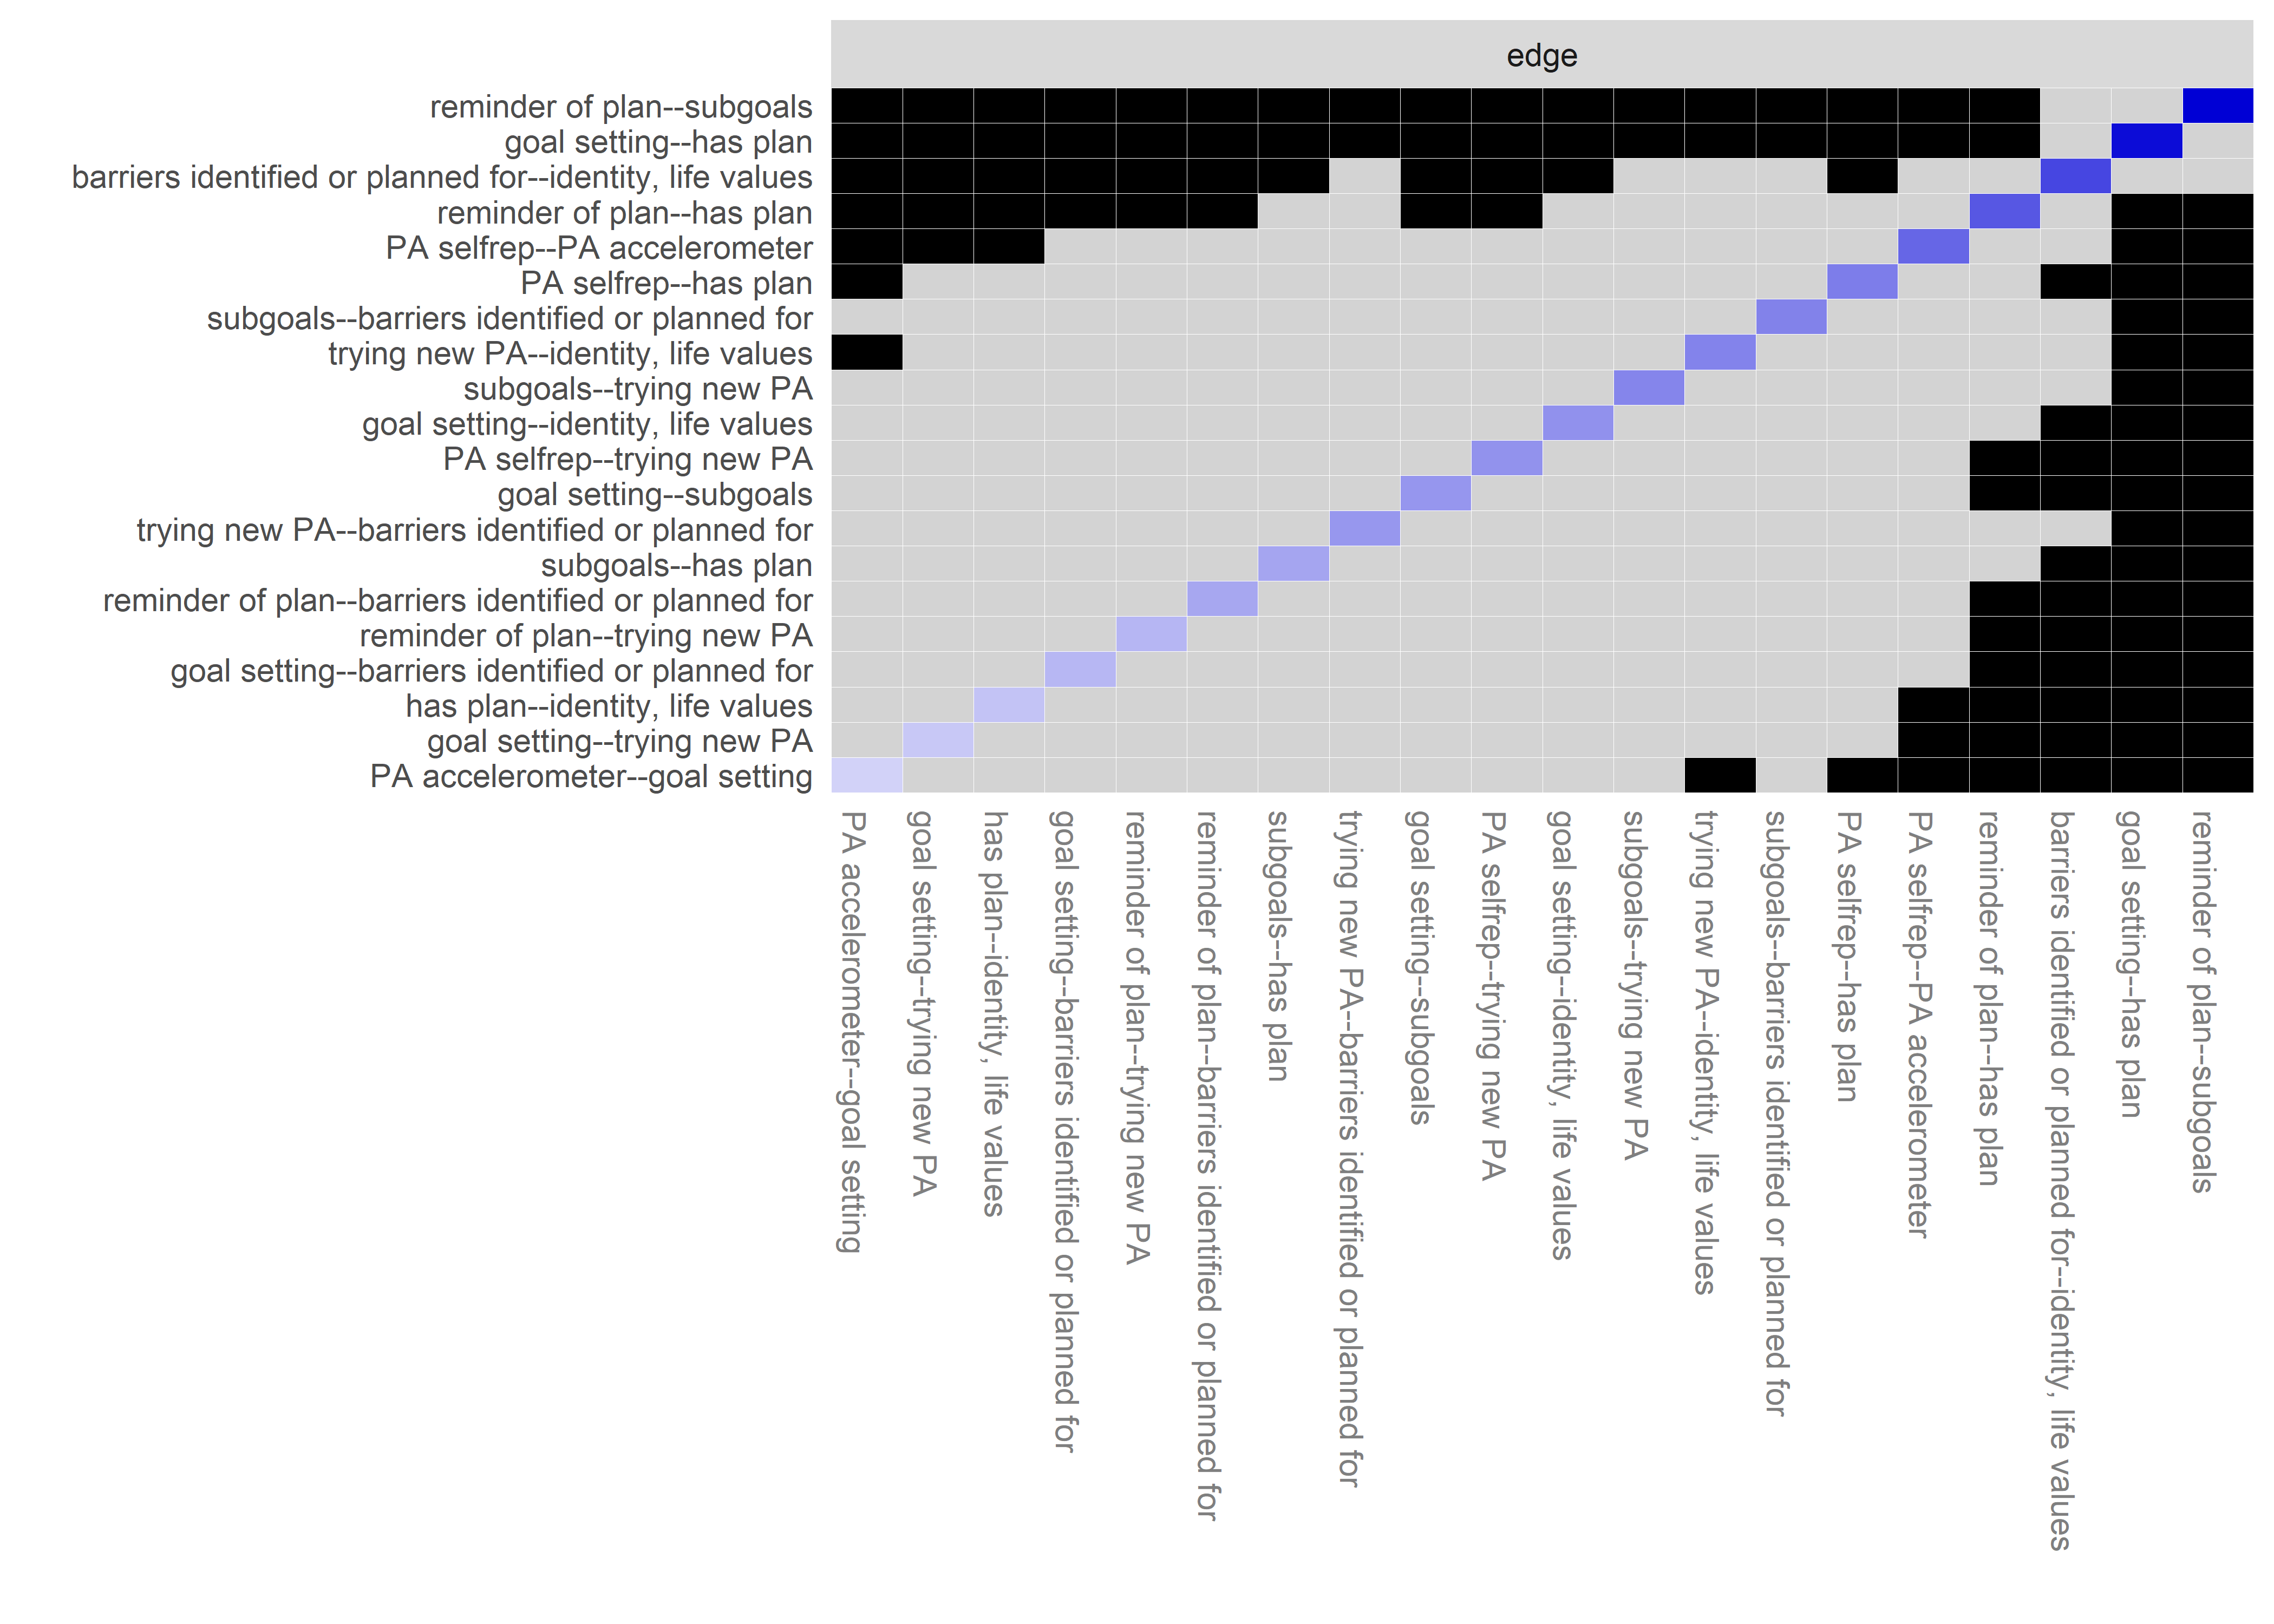 edge
reminder of plan--subgoals
goal setting--has plan
barriers identified or planned for--identity, life values
reminder of plan--has plan
PA selfrep--PA accelerometer
PA selfrep--has plan
subgoals--barriers identified or planned for
trying new PA--identity, life values
subgoals--trying new PA
goal setting--identity, life values
PA selfrep--trying new PA
goal setting--subgoals
trying new PA--barriers identified or planned for
subgoals--has plan
reminder of plan--barriers identified or planned for
reminder of plan--trying new PA
goal setting--barriers identified or planned for
has plan--identity, life values
goal setting--trying new PA
PA accelerometer--goal setting
PA accelerometer--goal setting
goal setting--trying new PA
has plan--identity, life values
goal setting--barriers identified or planned for
reminder of plan--trying new PA
reminder of plan--barriers identified or planned for
subgoals--has plan
trying new PA--barriers identified or planned for
goal setting--subgoals
PA selfrep--trying new PA
goal setting--identity, life values
subgoals--trying new PA
trying new PA--identity, life values
subgoals--barriers identified or planned for
PA selfrep--has plan
PA selfrep--PA accelerometer
reminder of plan--has plan
barriers identified or planned for--identity, life values
goal setting--has plan
reminder of plan--subgoals